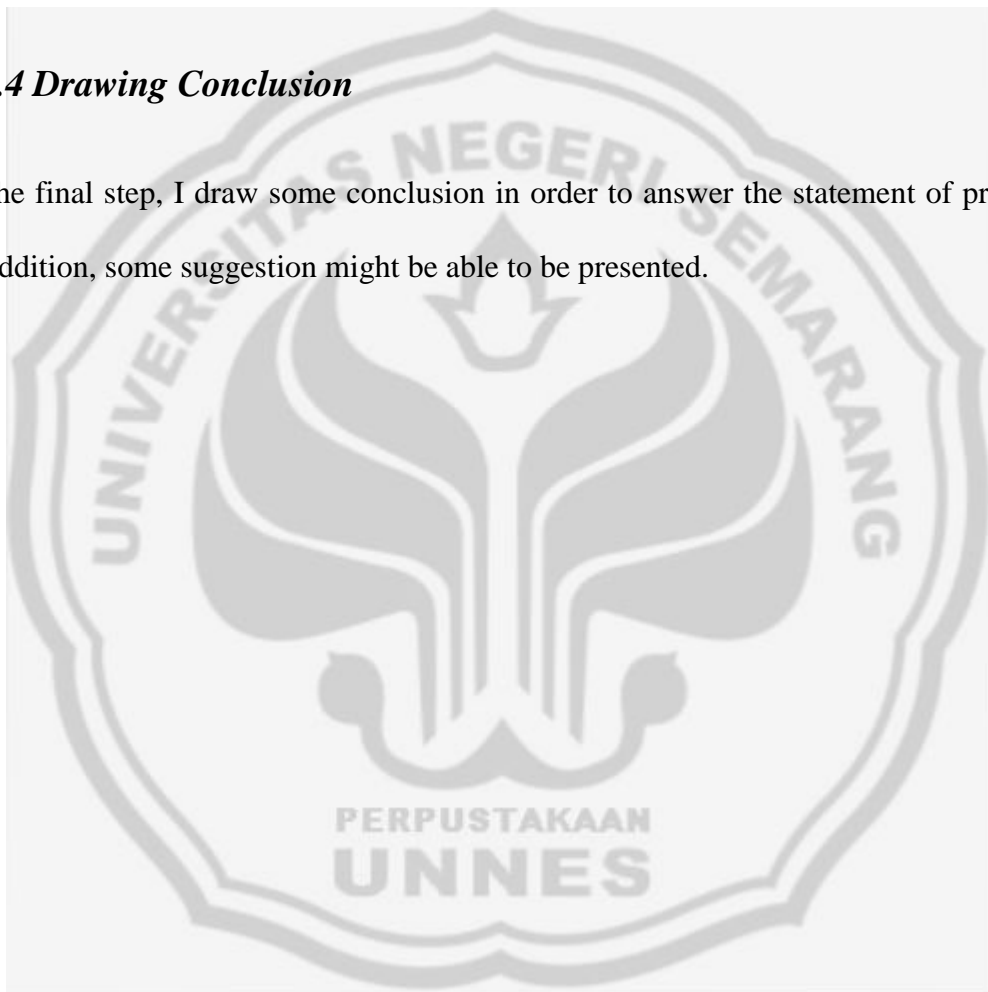 .4 Drawing Conclusion
ne final step, I draw some conclusion in order to answer the statement of pr
ddition, some suggestion might be able to be presented.
UNIVERSITAS NEGERI SEMARANG
PERPUSTAKAAN
UNNES